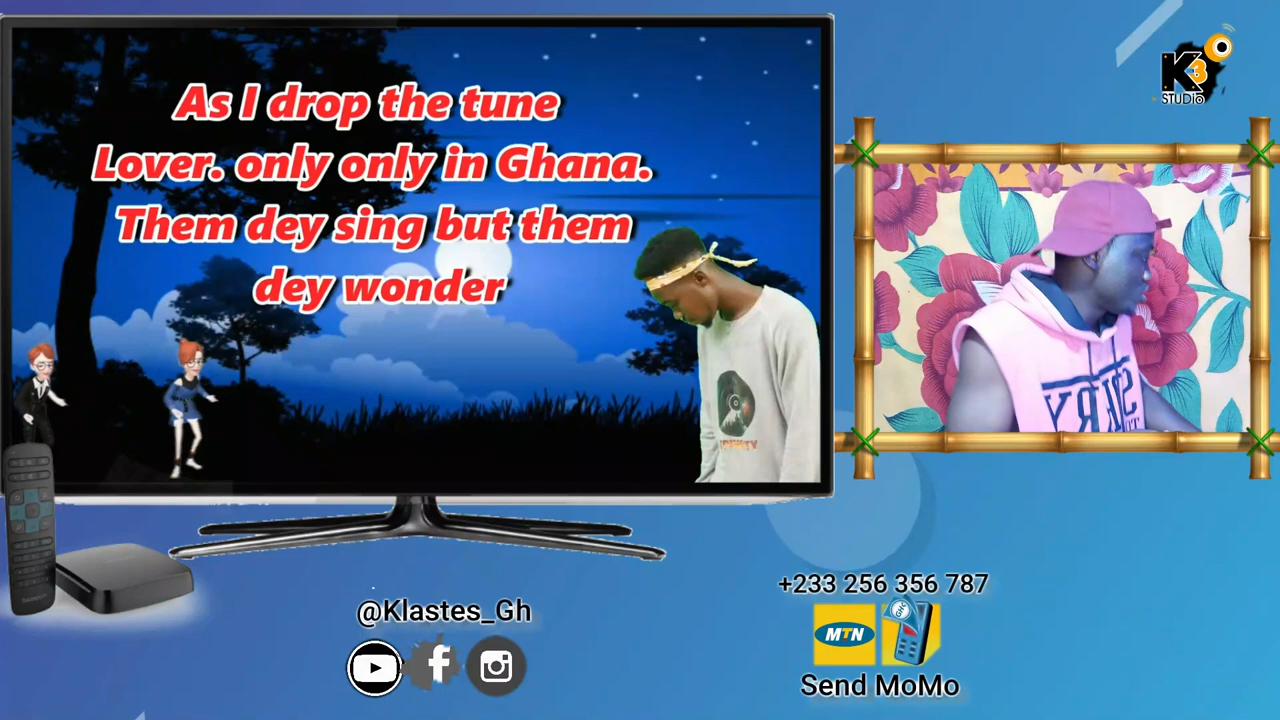 As I drop the tune
Lover. only only in Ghana.
Them dey sing but them
dey wonder
K3
STUDIO
+233 256 356 787
@Klastes_Gh
MTN
Send MoMo